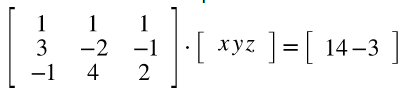 1 1 1
3 −2 −1 · [ xyz ] = [ 14−3 ]
−1 4 2